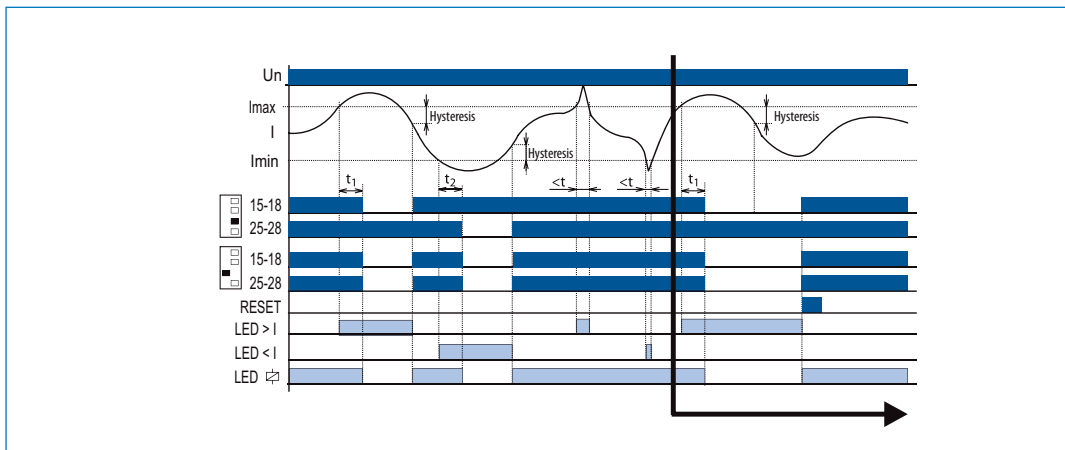 Un
Imax
Hysteresis
Hysteresis
I
Hysteresis
Imin
t1 t2 <t <t t1
15-18
25-28
15-18
25-28
RESET
LED > I
LED < I
LED